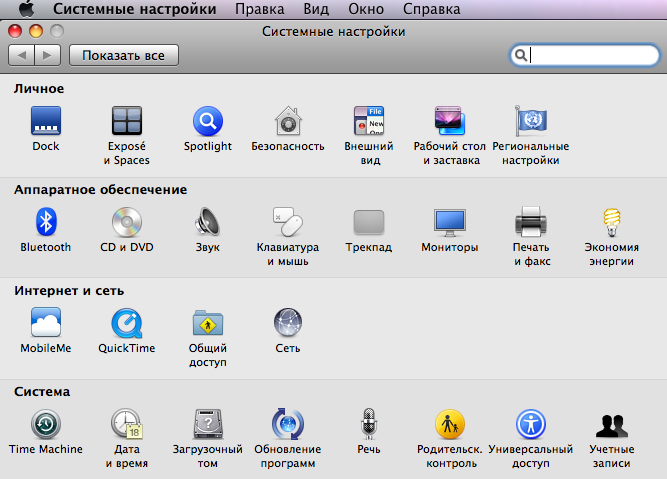 Системные настройки Правка Вид Окно Справка
Системные настройки
Показать все
Личное
Dock Exposé и Spaces Spotlight Безопасность Внешний вид Рабочий стол и заставка Региональные настройки
File
New
Аппаратное обеспечение
Bluetooth CD и DVD Звук Клавиатура и мышь Трекпад Мониторы Печать и факс Экономия энергии
Интернет и сеть
MobileMe QuickTime Общий доступ Сеть
Система
18
Time Machine Дата и время Загрузочный том Обновление программ Речь Родительск. контроль Универсальный доступ Учетные записи